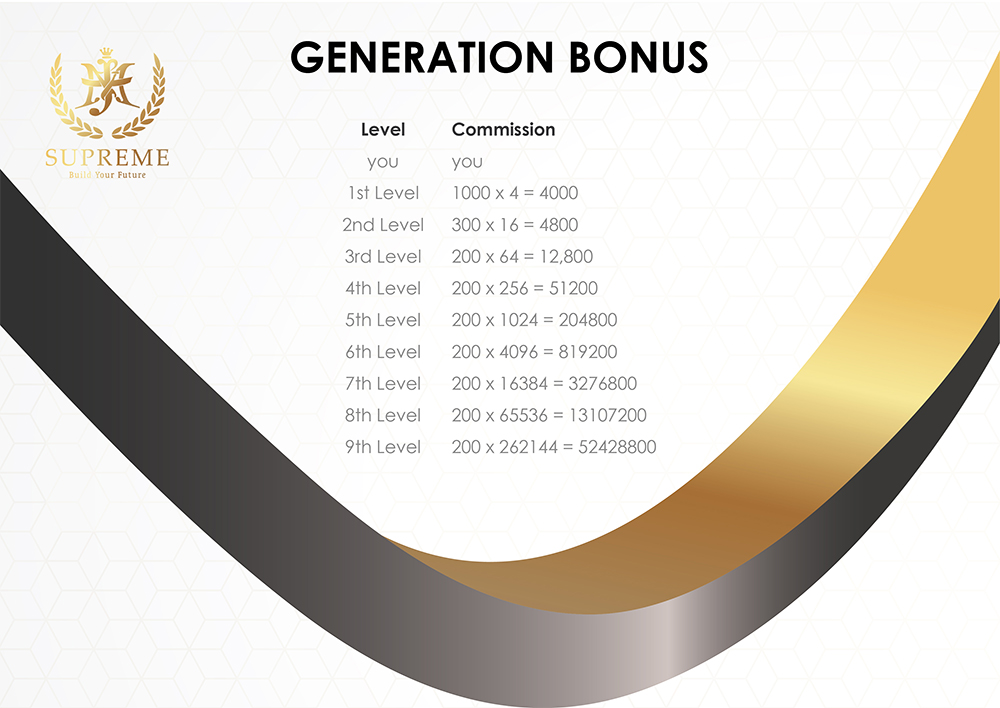 GENERATION BONUS
SUPREME
Build Your Future
Level Commission
you you
1st Level 1000 x 4 = 4000
2nd Level 300 x 16 = 4800
3rd Level 200 x 64 = 12,800
4th Level 200 x 256 = 51200
5th Level 200 x 1024 = 204800
6th Level 200 x 4096 = 819200
7th Level 200 x 16384 = 3276800
8th Level 200 x 65536 = 13107200
9th Level 200 x 262144 = 52428800